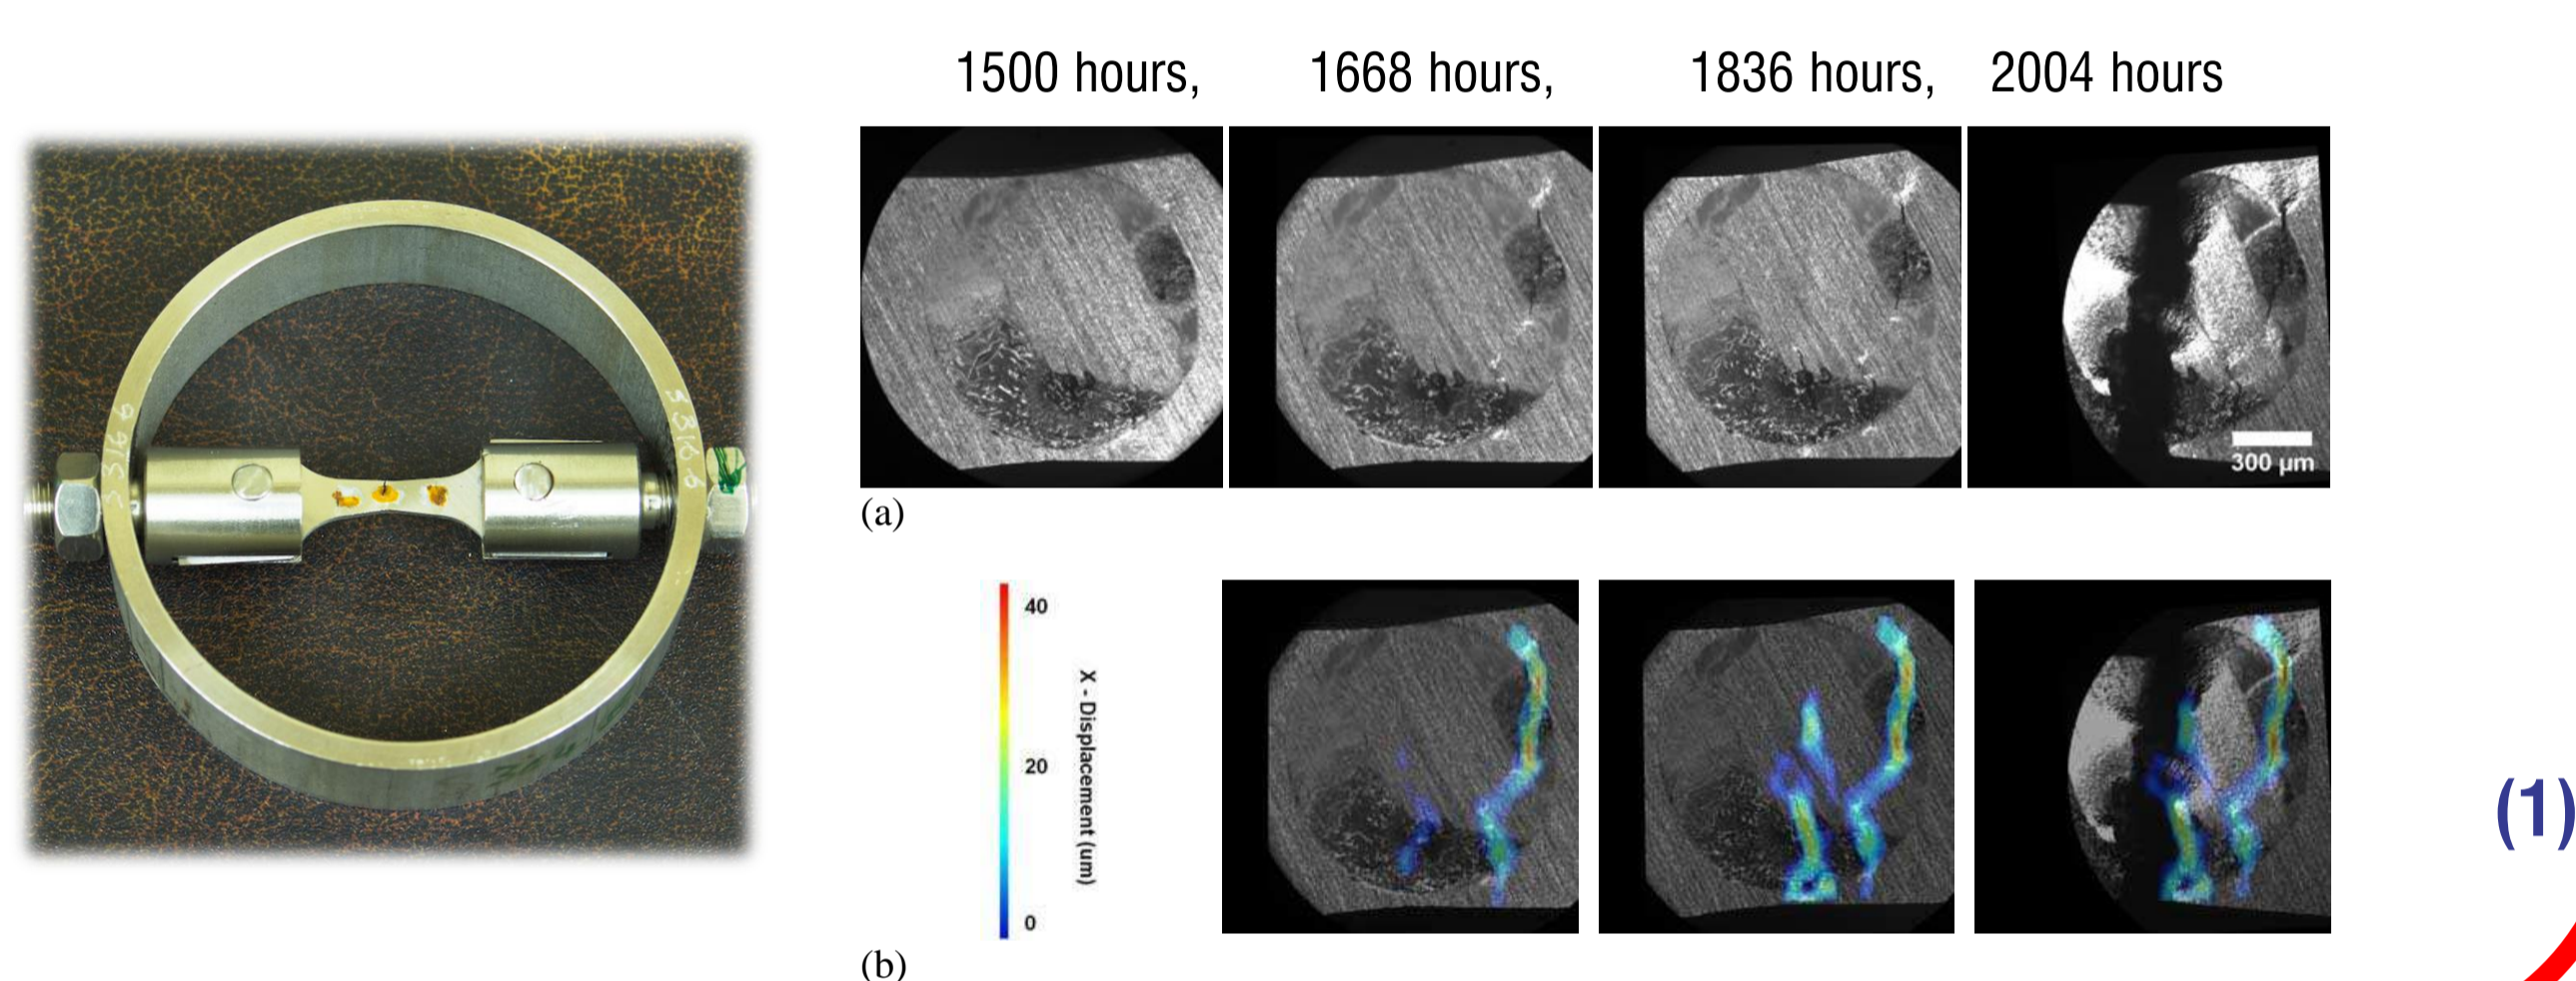 1500 hours,
1668 hours,
1836 hours,
2004 hours
300 µm
(a)
40
20
0
X - Displacement (um)
(b)
(1)